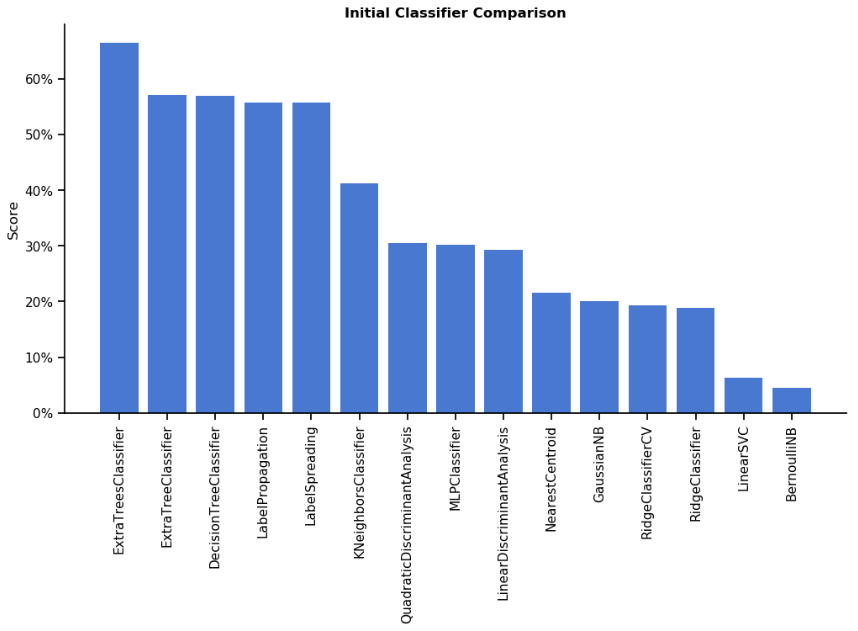 Initial Classifier Comparison
Score
60%
50%
40%
30%
20%
10%
0%
ExtraTreesClassifier
ExtraTreeClassifier
DecisionTreeClassifier
LabelPropagation
LabelSpreading
KNeighborsClassifier
QuadraticDiscriminantAnalysis
MLPClassifier
LinearDiscriminantAnalysis
NearestCentroid
GaussianNB
RidgeClassifierCV
RidgeClassifier
LinearSVC
BernoulliNB